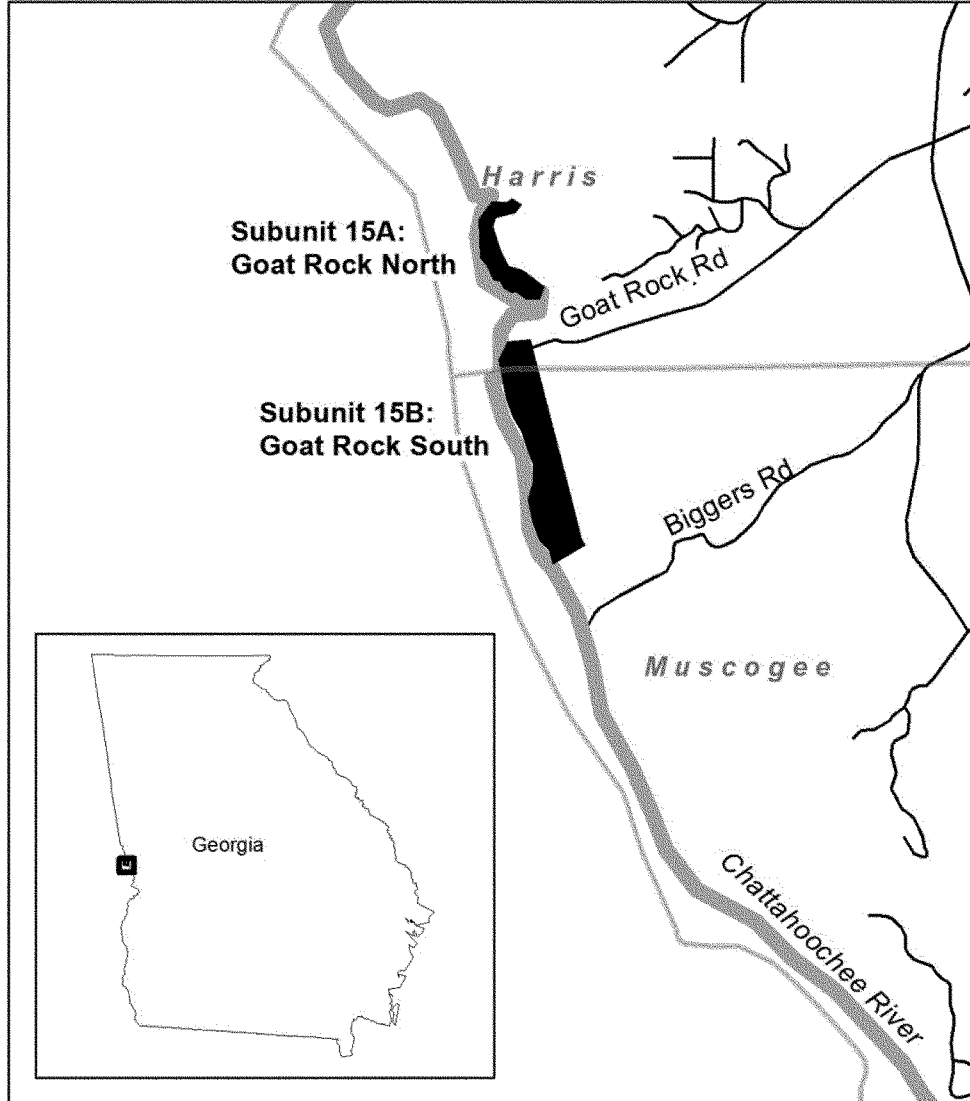 Harris
Subunit 15A:
Goat Rock North
Goat Rock Rd
Subunit 15B:
Goat Rock South
Biggers Rd
Muscogee
Georgia
Chattahoochee River